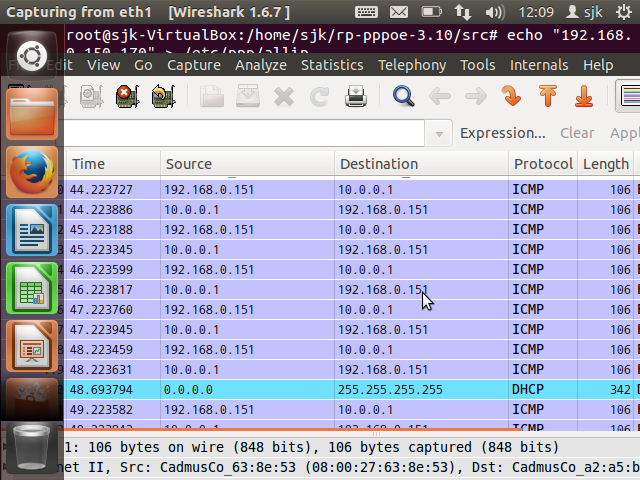 Capturing from eth1 [Wireshark 1.6.7 ] 12:09 sjk
root@sjk-VirtualBox:/home/sjk/rp-pppoe-3.10/src# echo "192.168.
0.150-170" > /etc/ppp/allip
Edit View Go Capture Analyze Statistics Telephony Tools Internals Help
Expression... Clear Appl
Time Source Destination Protocol Length
44.223727 192.168.0.151 10.0.0.1 ICMP 106
44.223886 10.0.0.1 192.168.0.151 ICMP 106
45.223188 192.168.0.151 10.0.0.1 ICMP 106
45.223345 10.0.0.1 192.168.0.151 ICMP 106
46.223599 192.168.0.151 10.0.0.1 ICMP 106
46.223817 10.0.0.1 192.168.0.151 ICMP 106
47.223760 192.168.0.151 10.0.0.1 ICMP 106
47.223945 10.0.0.1 192.168.0.151 ICMP 106
48.223459 192.168.0.151 10.0.0.1 ICMP 106
48.223631 10.0.0.1 192.168.0.151 ICMP 106
48.693794 0.0.0.0 255.255.255.255 DHCP 342
49.223582 192.168.0.151 10.0.0.1 ICMP 106
1: 106 bytes on wire (848 bits), 106 bytes captured (848 bits)
net II, Src: CadmusCo_63:8e:53 (08:00:27:63:8e:53), Dst: CadmusCo_a2:a5:b